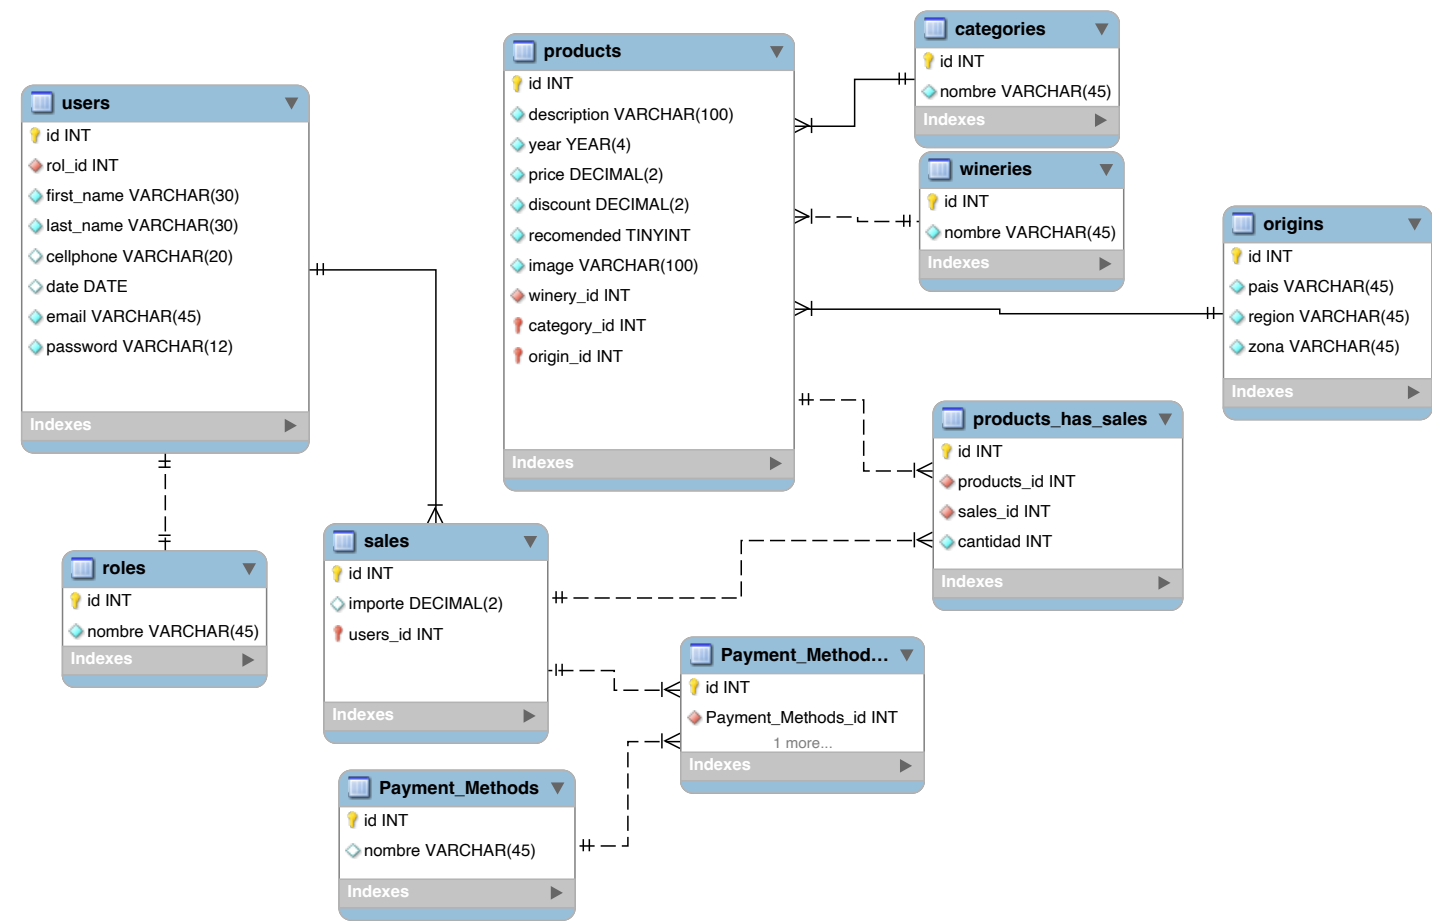 users
id INT
rol_id INT
first_name VARCHAR(30)
last_name VARCHAR(30)
cellphone VARCHAR(20)
date DATE
email VARCHAR(45)
password VARCHAR(12)
Indexes
roles
id INT
nombre VARCHAR(45)
Indexes
products
id INT
description VARCHAR(100)
year YEAR(4)
price DECIMAL(2)
discount DECIMAL(2)
recomended TINYINT
image VARCHAR(100)
winery_id INT
category_id INT
origin_id INT
Indexes
categories
id INT
nombre VARCHAR(45)
Indexes
wineries
id INT
nombre VARCHAR(45)
Indexes
origins
id INT
pais VARCHAR(45)
region VARCHAR(45)
zona VARCHAR(45)
Indexes
products_has_sales
id INT
products_id INT
sales_id INT
cantidad INT
Indexes
sales
id INT
importe DECIMAL(2)
users_id INT
Indexes
Payment_Method...
id INT
Payment_Methods_id INT
1 more...
Indexes
Payment_Methods
id INT
nombre VARCHAR(45)
Indexes